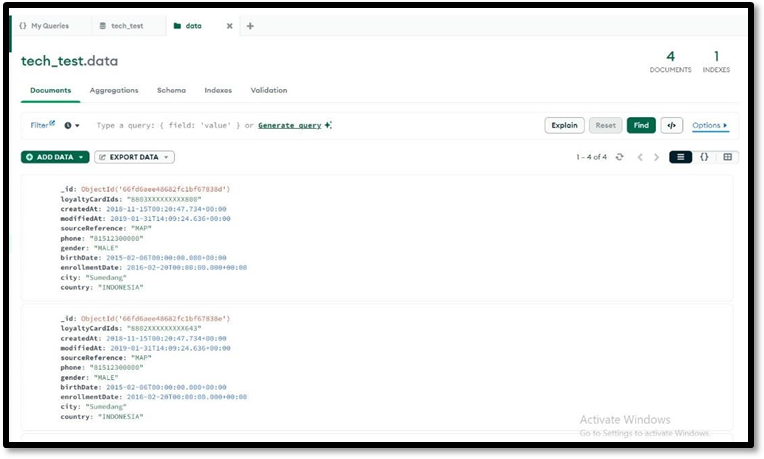 My Queries
tech_test
data
tech_test.data
4
DOCUMENTS
1
INDEXES
Documents Aggregations Schema Indexes Validation
Filter
Type a query: { field: 'value' } or Generate query
Explain Reset Find </> Options
ADD DATA
EXPORT DATA
1 – 4 of 4
_id: ObjectId('66fd6aee48682fc1bf67838d')
loyaltyCardIds: "8803XXXXXXXXX808"
createdAt: 2018-11-15T00:20:47.734+00:00
modifiedAt: 2019-01-31T14:09:24.636+00:00
sourceReference: "MAP"
phone: "81512300000"
gender: "MALE"
birthDate: 2015-02-06T00:00:00.000+00:00
enrollmentDate: 2016-02-20T00:00:00.000+00:00
city: "Sumedang"
country: "INDONESIA"
_id: ObjectId('66fd6aee48682fc1bf67838e')
loyaltyCardIds: "8802XXXXXXXXX643"
createdAt: 2018-11-15T00:20:47.734+00:00
modifiedAt: 2019-01-31T14:09:24.636+00:00
sourceReference: "MAP"
phone: "81512300000"
gender: "MALE"
birthDate: 2015-02-06T00:00:00.000+00:00
enrollmentDate: 2016-02-20T00:00:00.000+00:00
city: "Sumedang"
country: "INDONESIA"
Activate Windows
Go to Settings to activate Windows.